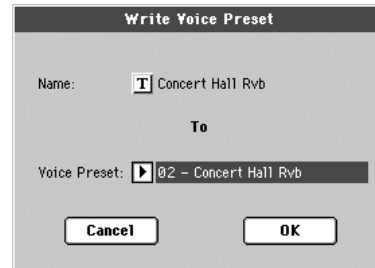 Write Voice Preset
Name: T Concert Hall Rvb
To
Voice Preset: 02 - Concert Hall Rvb
Cancel OK